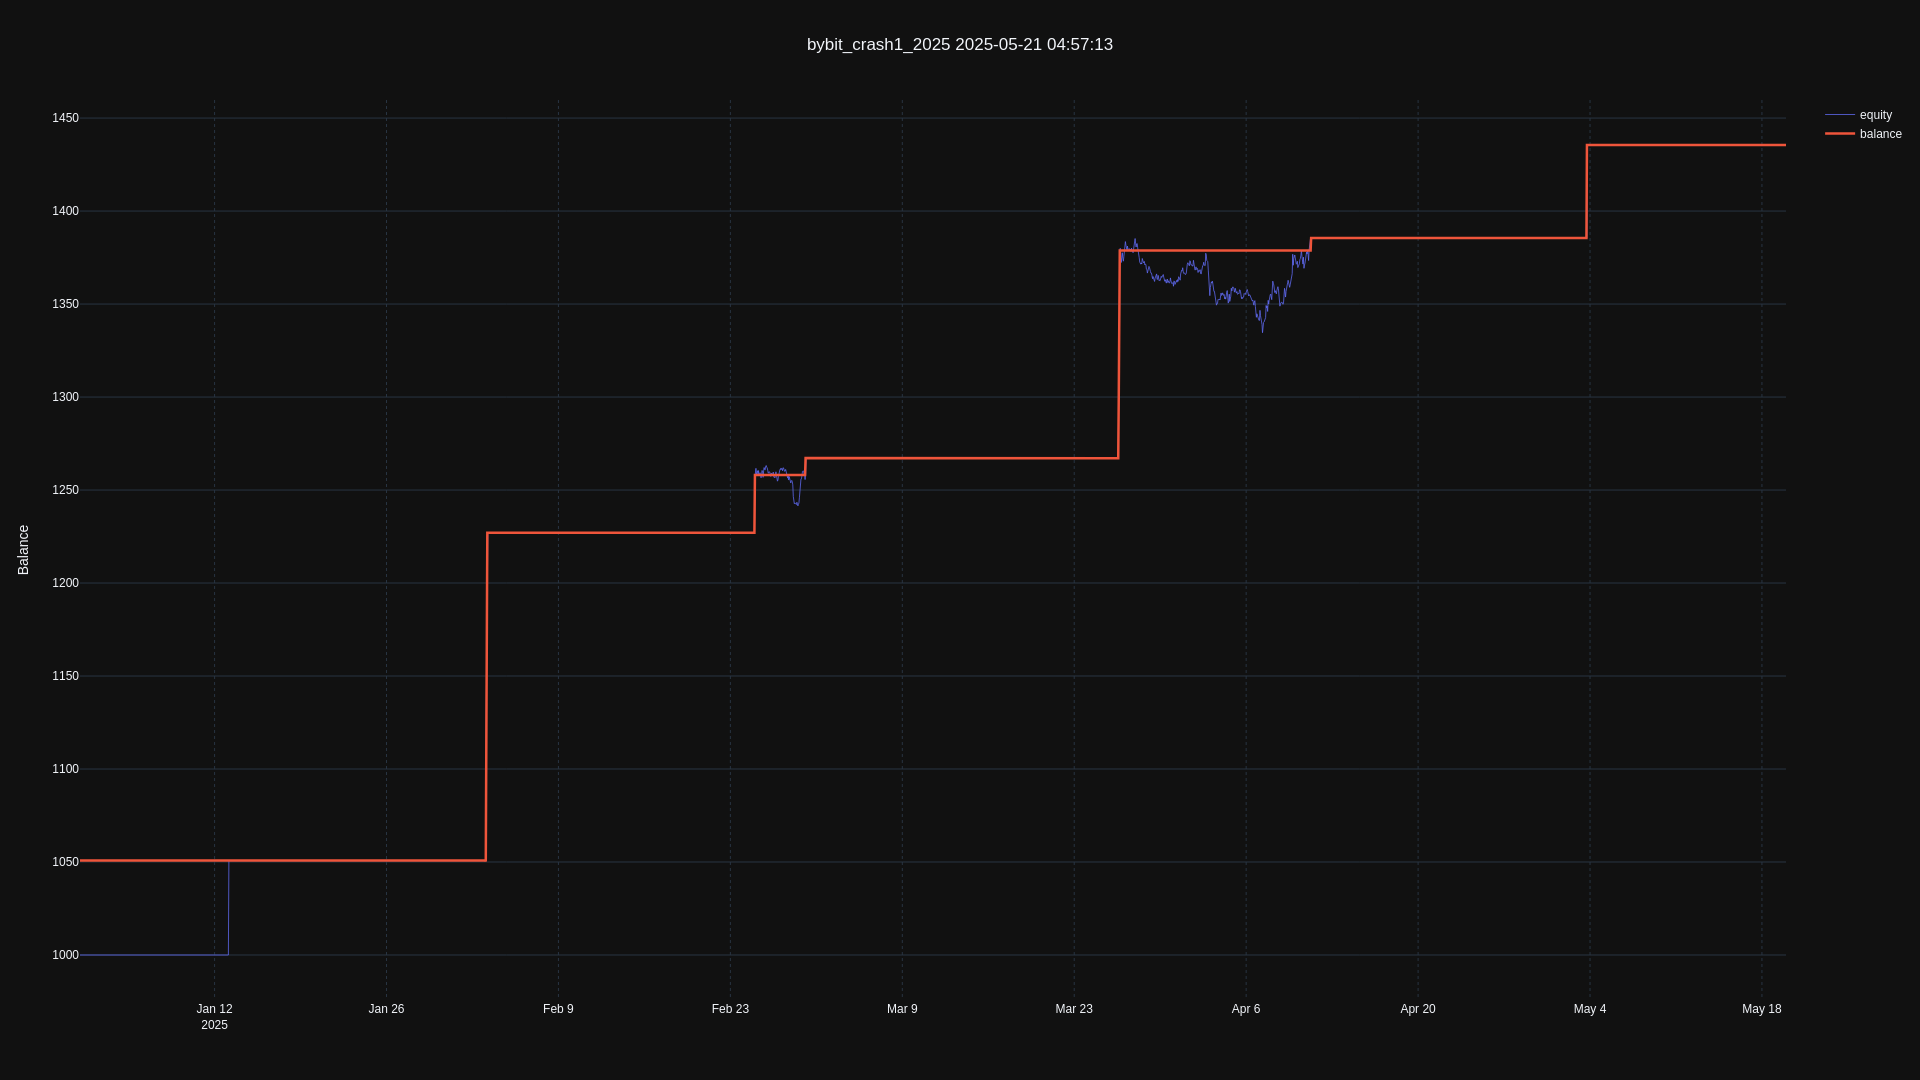 bybit_crash1_2025 2025-05-21 04:57:13
equity
balance
Balance
1450
1400
1350
1300
1250
1200
1150
1100
1050
1000
Jan 12
2025
Jan 26
Feb 9
Feb 23
Mar 9
Mar 23
Apr 6
Apr 20
May 4
May 18